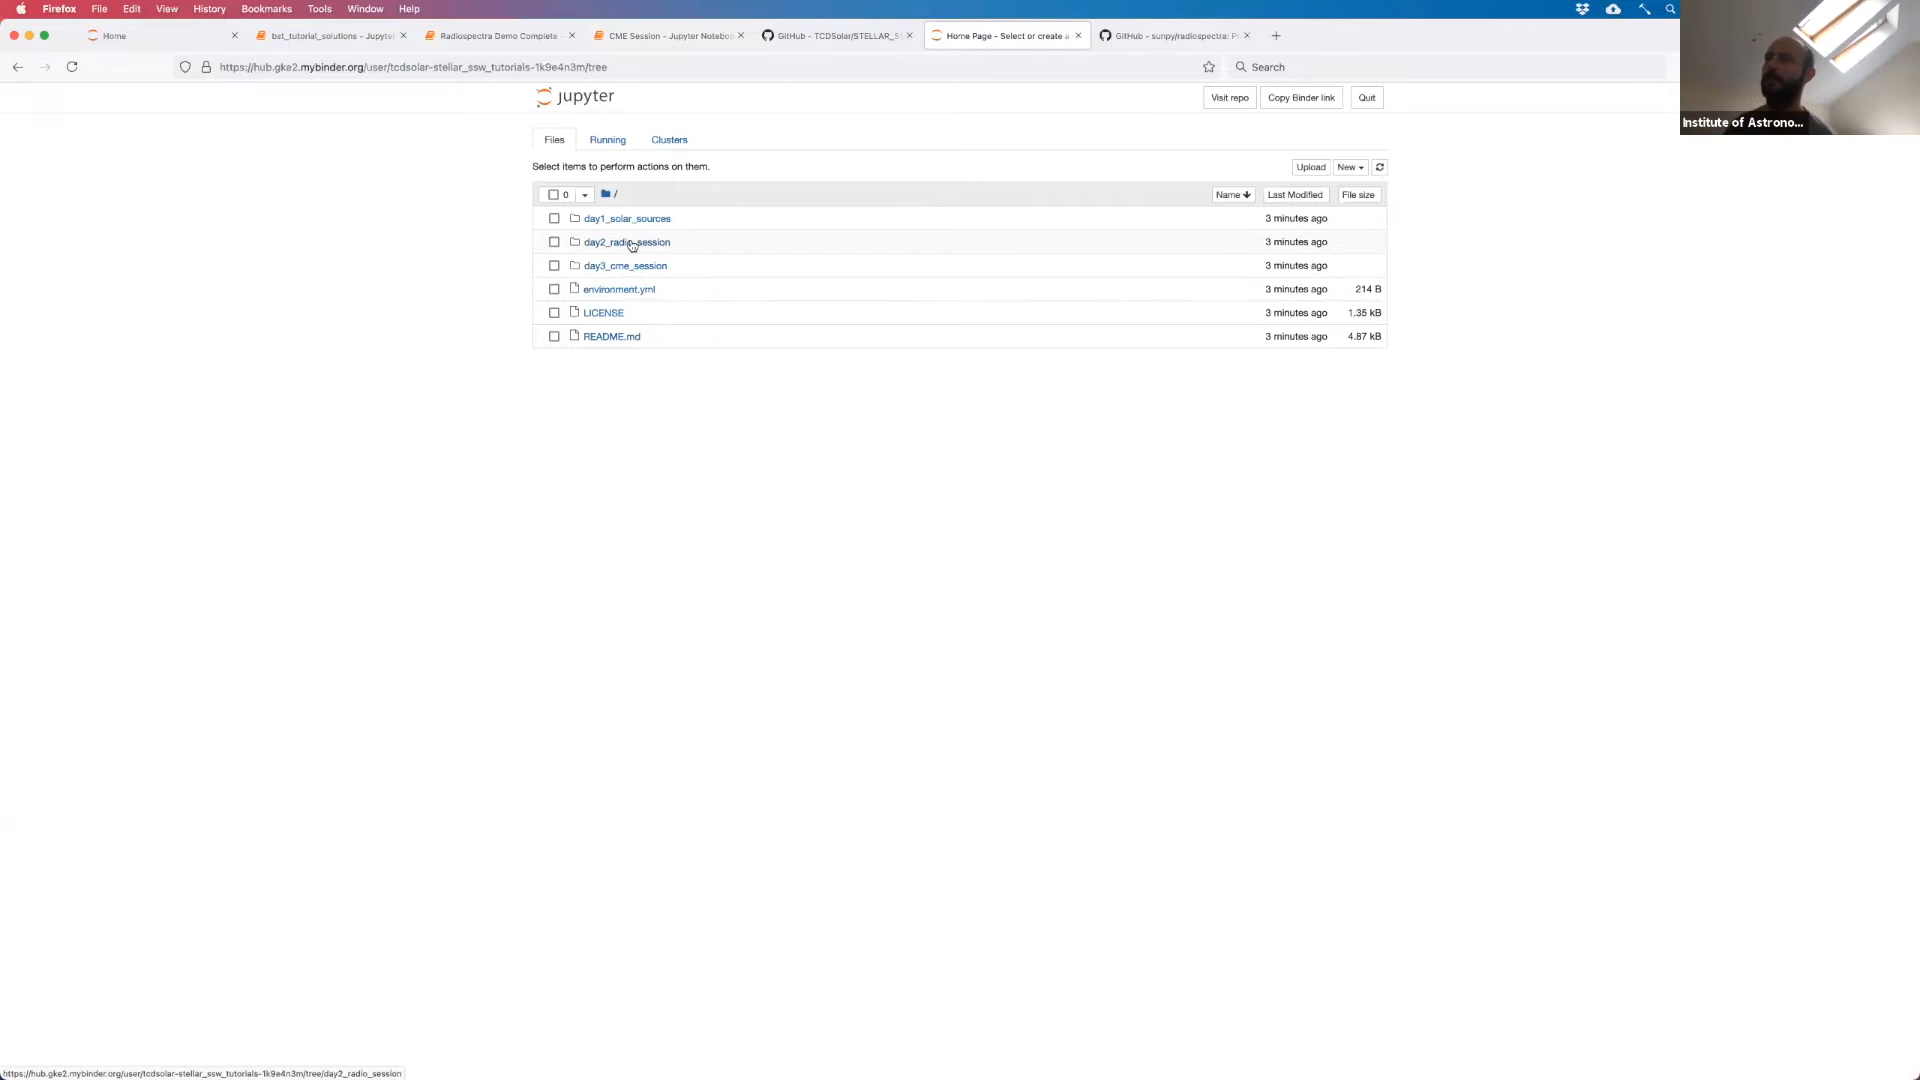 Firefox File Edit View History Bookmarks Tools Window Help
Home
bst_tutorial_solutions - Jupyter
Radiospectra Demo Complete -
CME Session - Jupyter Notebo
GitHub - TCDSolar/STELLAR_S
Home Page - Select or create a
GitHub - sunpy/radiospectra: P
https://hub.gke2.mybinder.org/user/tcdsolar-stellar_ssw_tutorials-1k9e4n3m/tree
Search
Institute of Astrono...
jupyter
Visit repo Copy Binder link Quit
Files Running Clusters
Select items to perform actions on them.
Upload New
0 / Name Last Modified File size
day1_solar_sources 3 minutes ago
day2_radio_session 3 minutes ago
day3_cme_session 3 minutes ago
environment.yml 3 minutes ago 214 B
LICENSE 3 minutes ago 1.35 kB
README.md 3 minutes ago 4.87 kB
https://hub.gke2.mybinder.org/user/tcdsolar-stellar_ssw_tutorials-1k9e4n3m/tree/day2_radio_session